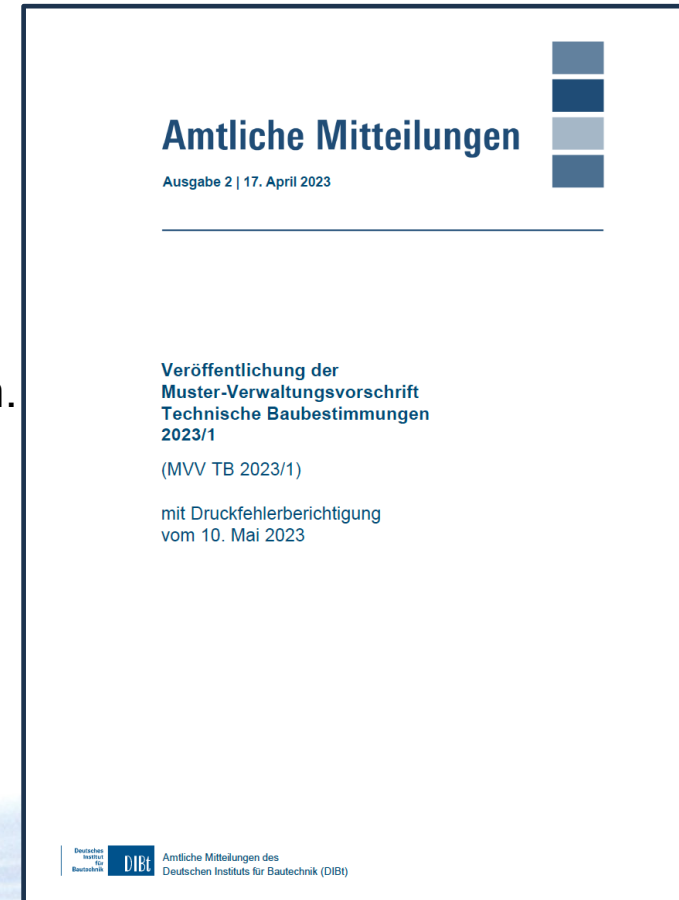 Amtliche Mitteilungen
Ausgabe 2 | 17. April 2023
Veröffentlichung der
Muster-Verwaltungsvorschrift
Technische Baubestimmungen
2023/1
(MVV TB 2023/1)
mit Druckfehlerberichtigung
vom 10. Mai 2023
Deutsches
Institut
für
Bautechnik
DIBt
Amtliche Mitteilungen des
Deutschen Instituts für Bautechnik (DIBt)